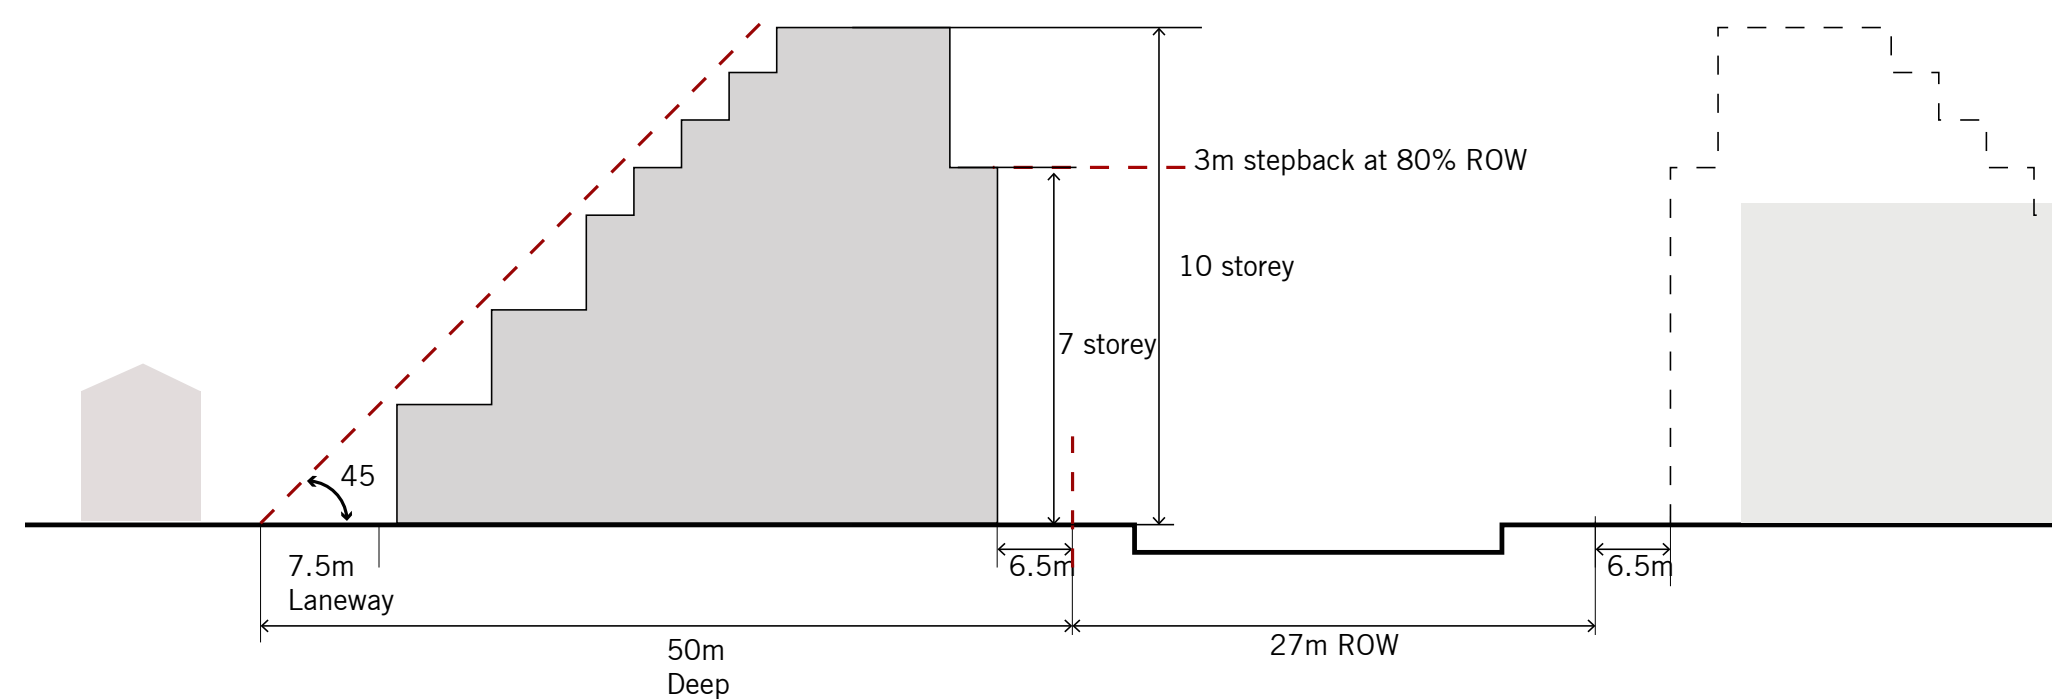 3m stepback at 80% ROW
10 storey
7 storey
45
7.5m
Laneway
6.5m
6.5m
27m ROW
50m
Deep